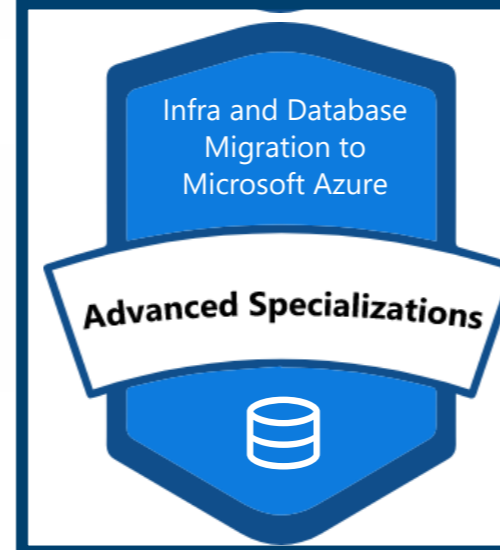 Infra and Database
Migration to
Microsoft Azure
Advanced Specializations